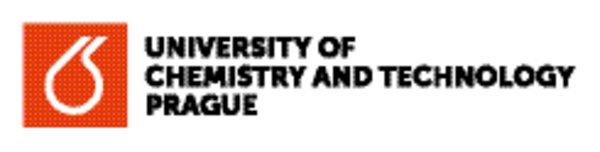 UNIVERSITY OF
CHEMISTRY AND TECHNOLOGY
PRAGUE